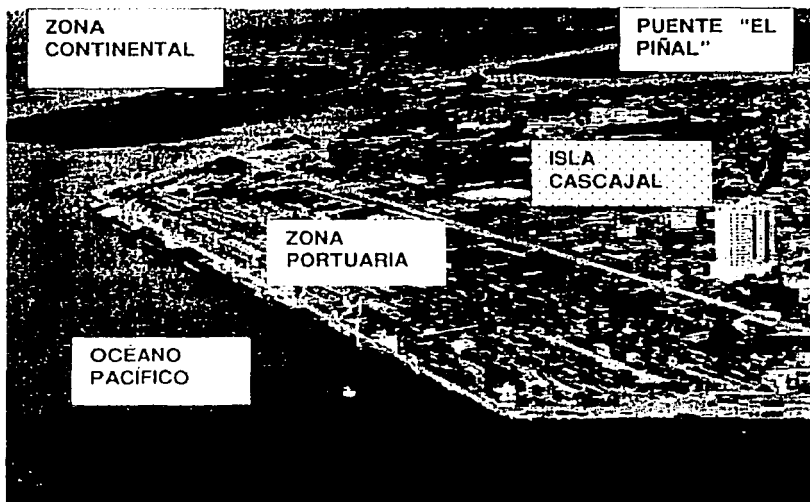 ZONA
CONTINENTAL
PUENTE "EL
PIÑAL"
ISLA
CASCAJAL
ZONA
PORTUARIA
OCÉANO
PACÍFICO